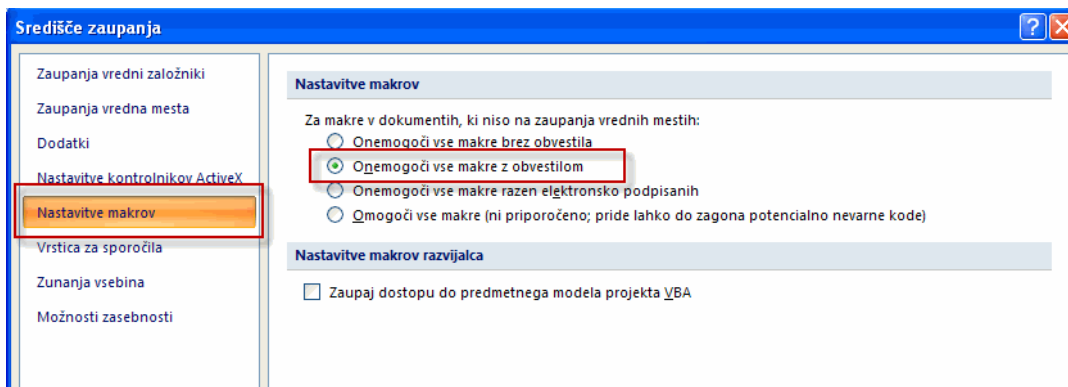 Središče zaupanja
Zaupanja vredni založniki
Zaupanja vredna mesta
Dodatki
Nastavitve kontrolnikov ActiveX
Nastavitve makrov
Vrstica za sporočila
Zunanja vsebina
Možnosti zasebnosti
Nastavitve makrov
Za makre v dokumentih, ki niso na zaupanja vrednih mestih:
Onemogoči vse makre brez obvestila
Onemogoči vse makre z obvestilom
Onemogoči vse makre razen elektronsko podpisanih
Omogoči vse makre (ni priporočeno; pride lahko do zagona potencialno nevarne kode)
Nastavitve makrov razvijalca
Zaupaj dostopu do predmetnega modela projekta VBA